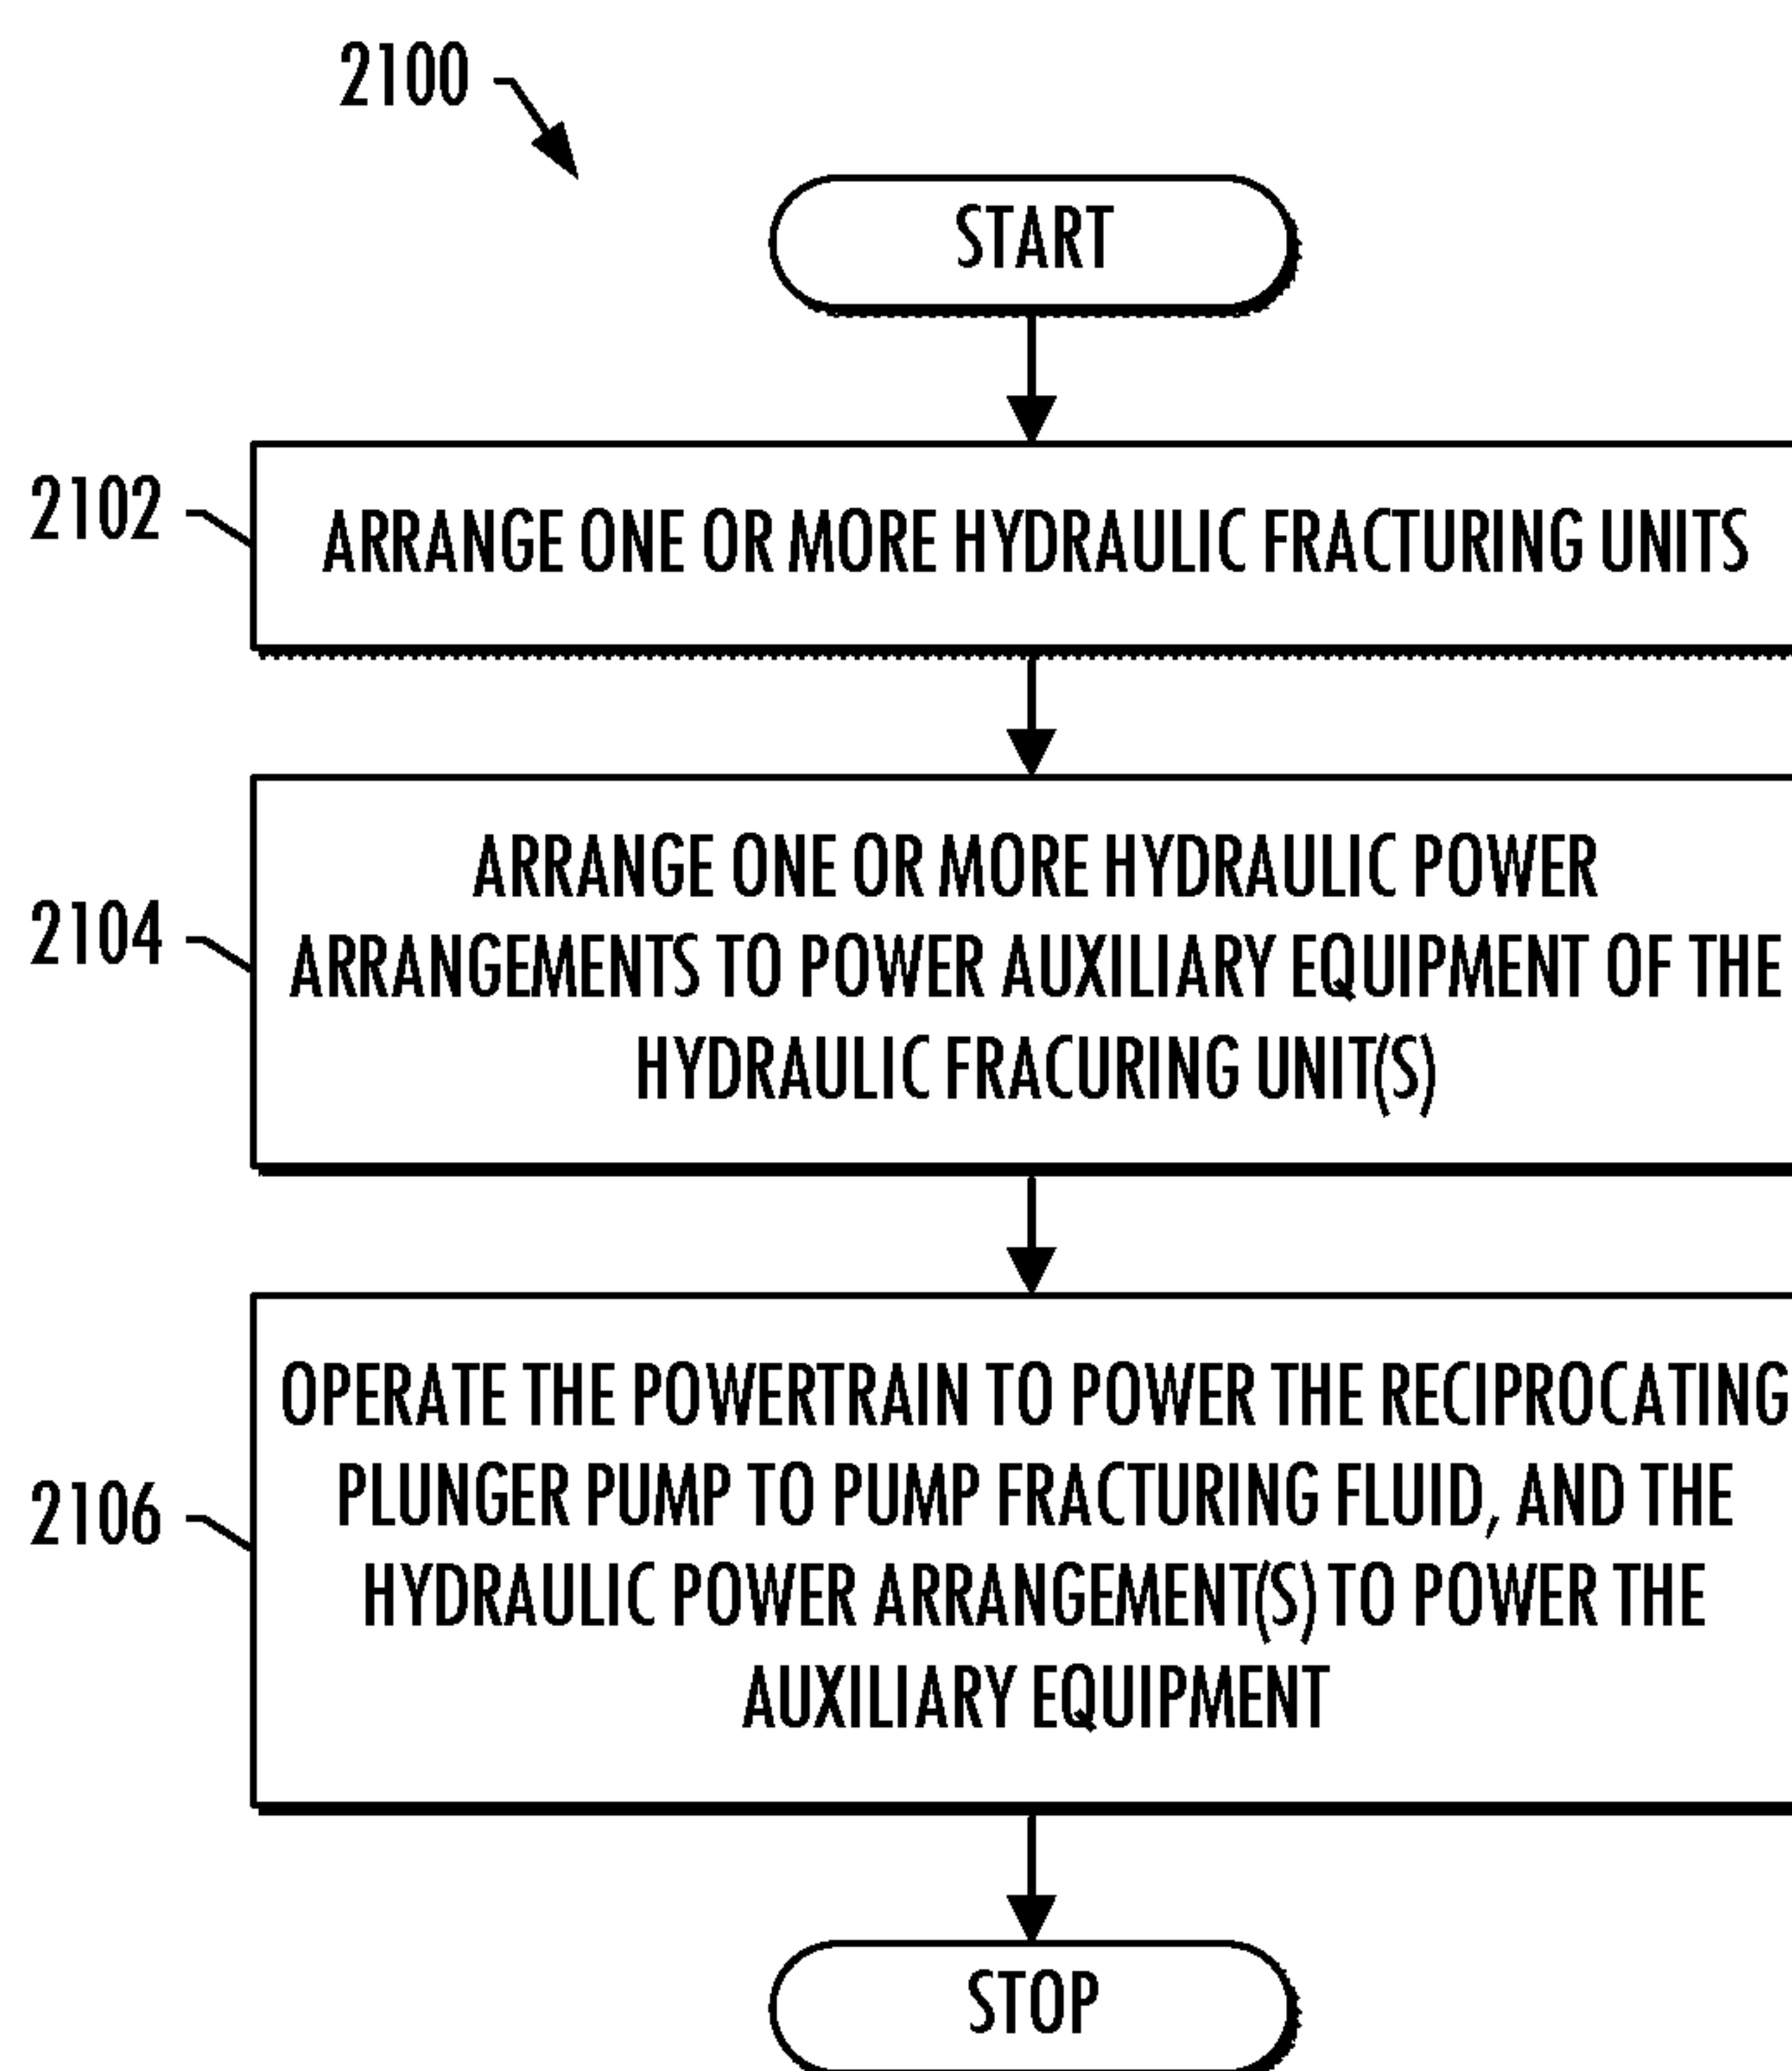 2100
START
2102
ARRANGE ONE OR MORE HYDRAULIC FRACTURING UNITS
2104
ARRANGE ONE OR MORE HYDRAULIC POWER
ARRANGEMENTS TO POWER AUXILIARY EQUIPMENT OF THE
HYDRAULIC FRACURING UNIT(S)
2106
OPERATE THE POWERTRAIN TO POWER THE RECIPROCATING
PLUNGER PUMP TO PUMP FRACTURING FLUID, AND THE
HYDRAULIC POWER ARRANGEMENT(S) TO POWER THE
AUXILIARY EQUIPMENT
STOP